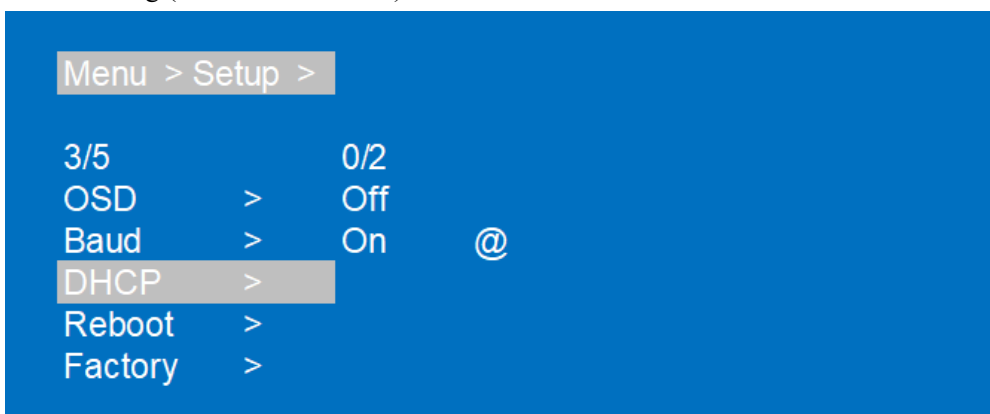 Menu > Setup >
3/5 0/2
OSD > Off
Baud > On @
DHCP >
Reboot >
Factory >